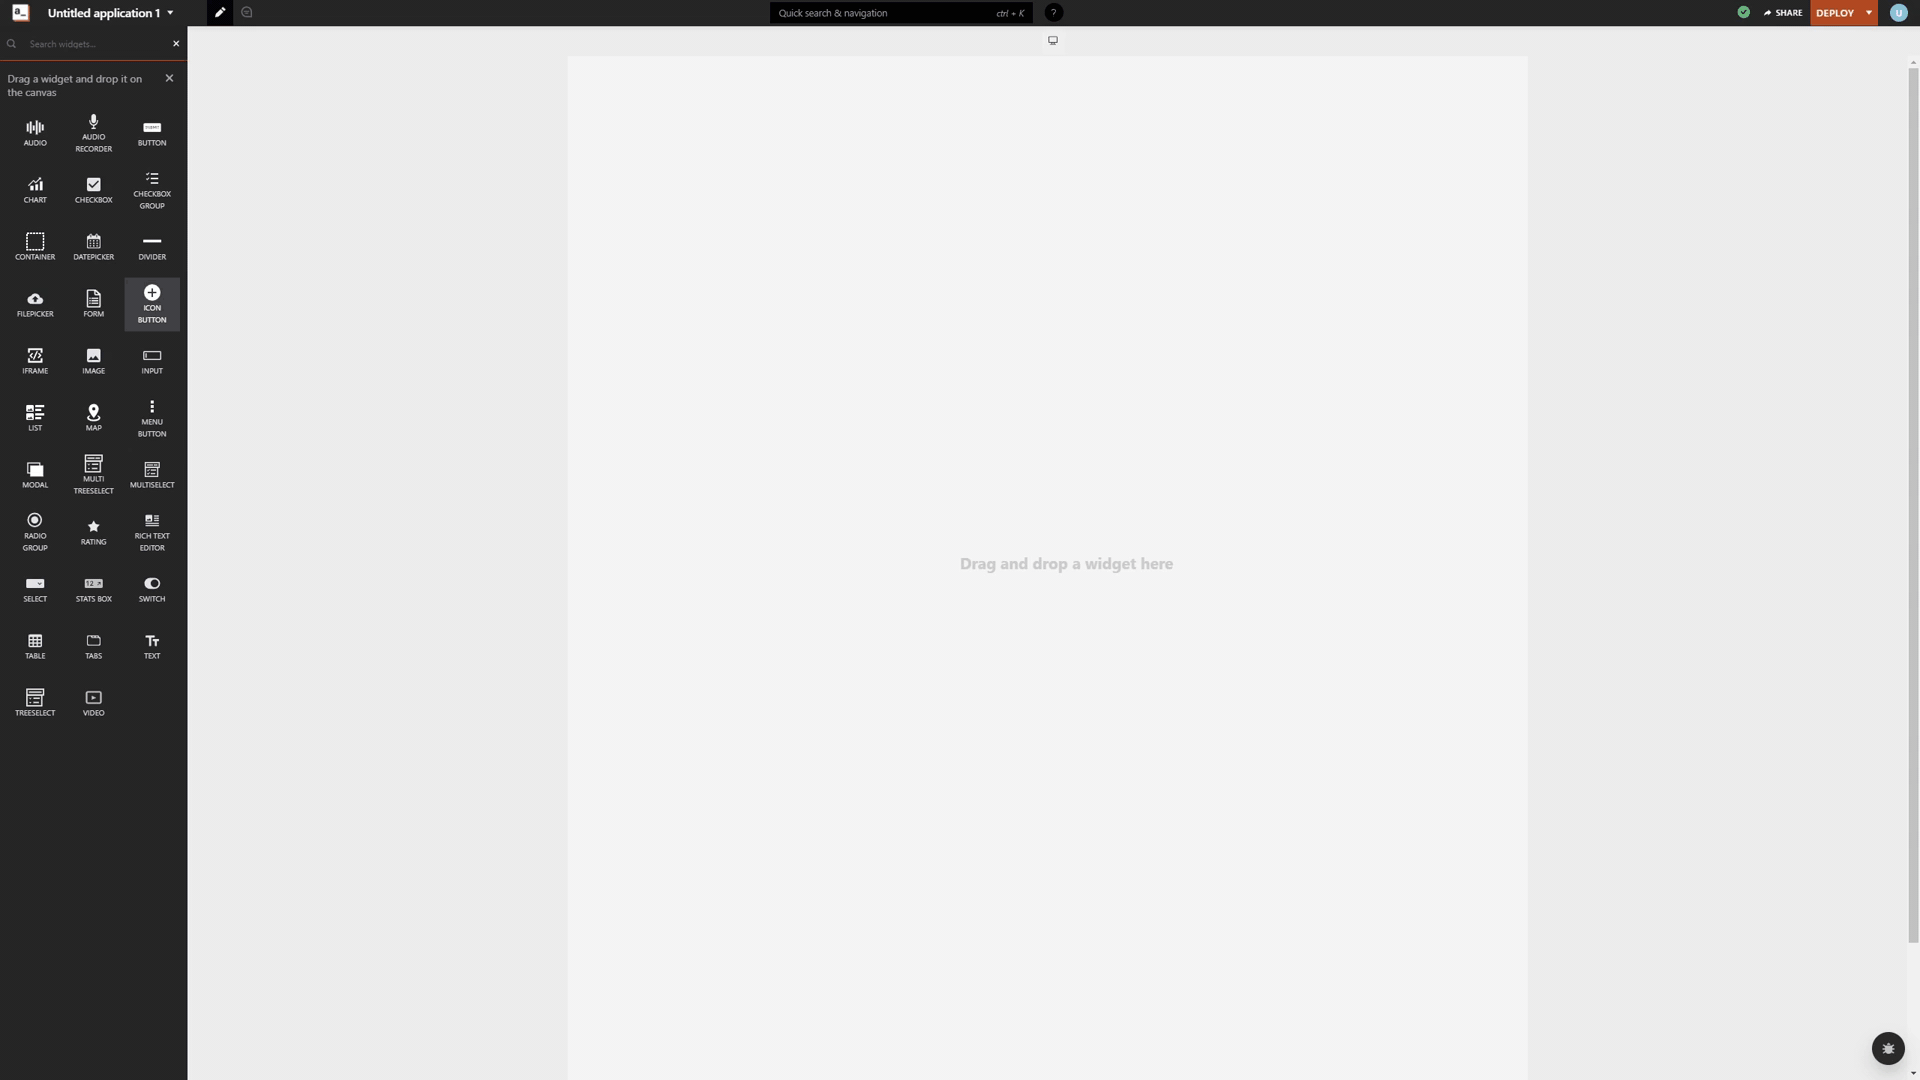 a_
Untitled application 1
Quick search & navigation
ctrl + K
?
SHARE
DEPLOY
U
Search widgets...
Drag a widget and drop it on
the canvas
AUDIO
AUDIO
RECORDER
BUTTON
CHART
CHECKBOX
CHECKBOX
GROUP
CONTAINER
DATEPICKER
DIVIDER
FILEPICKER
FORM
ICON
BUTTON
IFRAME
IMAGE
INPUT
LIST
MAP
MENU
BUTTON
MODAL
MULTI
TREESELECT
MULTISELECT
RADIO
GROUP
RATING
RICH TEXT
EDITOR
SELECT
12
STATS BOX
SWITCH
TABLE
TABS
TEXT
TREESELECT
VIDEO
Drag and drop a widget here